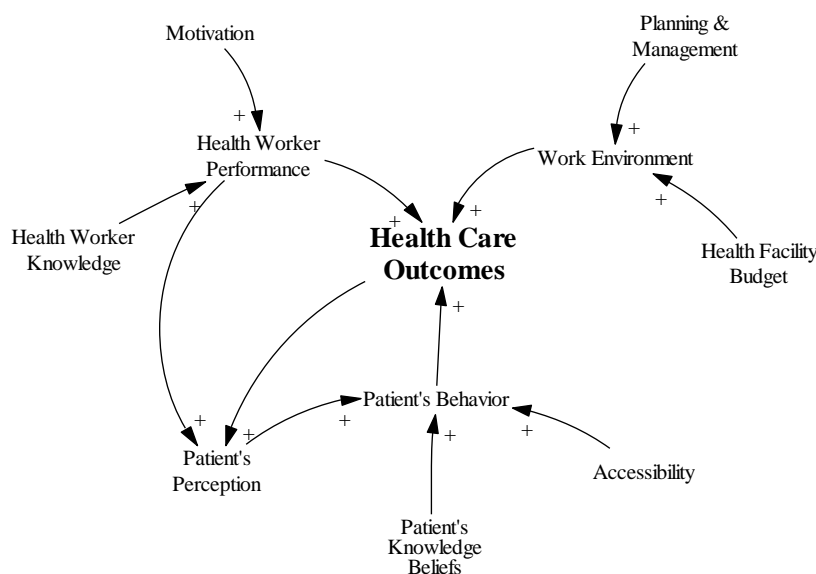 Motivation
Planning &
Management
+
+
Health Worker
Performance
Work Environment
+
+
+
+
Health Worker
Knowledge
Health Care
Outcomes
Health Facility
Budget
+
Patient's Behavior
+
+
+
+
+
Patient's
Perception
Accessibility
Patient's
Knowledge
Beliefs